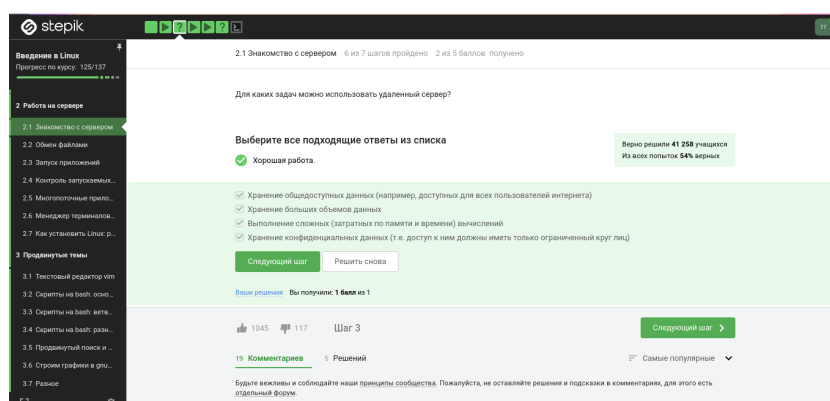 stepik
ТГ
Введение в Linux
Прогресс по курсу: 125/137
2.1 Знакомство с сервером 6 из 7 шагов пройдено 2 из 5 баллов получено
Для каких задач можно использовать удаленный сервер?
2 Работа на сервере
2.1 Знакомство с сервером
2.2 Обмен файлами
2.3 Запуск приложений
2.4 Контроль запускаемых...
2.5 Многопоточные прило...
2.6 Менеджер терминалов...
2.7 Как установить Linux: р...
3 Продвинутые темы
3.1 Текстовый редактор vim
3.2 Скрипты на bash: осно...
3.3 Скрипты на bash: ветв...
3.4 Скрипты на bash: разн...
3.5 Продвинутый поиск и ...
3.6 Строим графики в gnu...
3.7 Разное
Выберите все подходящие ответы из списка
Хорошая работа.
Верно решили 41 258 учащихся
Из всех попыток 54% верных
Хранение общедоступных данных (например, доступных для всех пользователей интернета)
Хранение больших объемов данных
Выполнение сложных (затратных по памяти и времени) вычислений
Хранение конфиденциальных данных (т.е. доступ к ним должны иметь только ограниченный круг лиц)
Следующий шаг Решить снова
Ваши решения Вы получили: 1 балл из 1
1045 117 Шаг 3 Следующий шаг
19 Комментариев 5 Решений Самые популярные
Будьте вежливы и соблюдайте наши принципы сообщества. Пожалуйста, не оставляйте решения и подсказки в комментариях, для этого есть
отдельный форум.